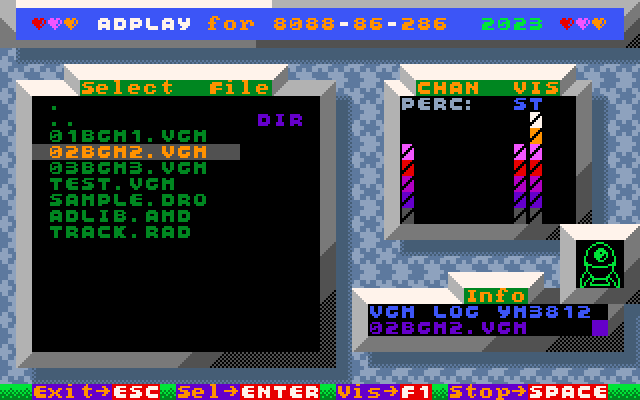 ADPLAY for 8088-86-286 2023
Select File
.
.. DIR
01BGM1.VGM
02BGM2.VGM
03BGM3.VGM
TEST.VGM
SAMPLE.DRO
ADLIB.AMD
TRACK.RAD
CHAN VIS
PERC: ST
Info
VGM LOG YM3812
02BGM2.VGM
Exit→ESC Sel→ENTER Vis→F1 Stop→SPACE